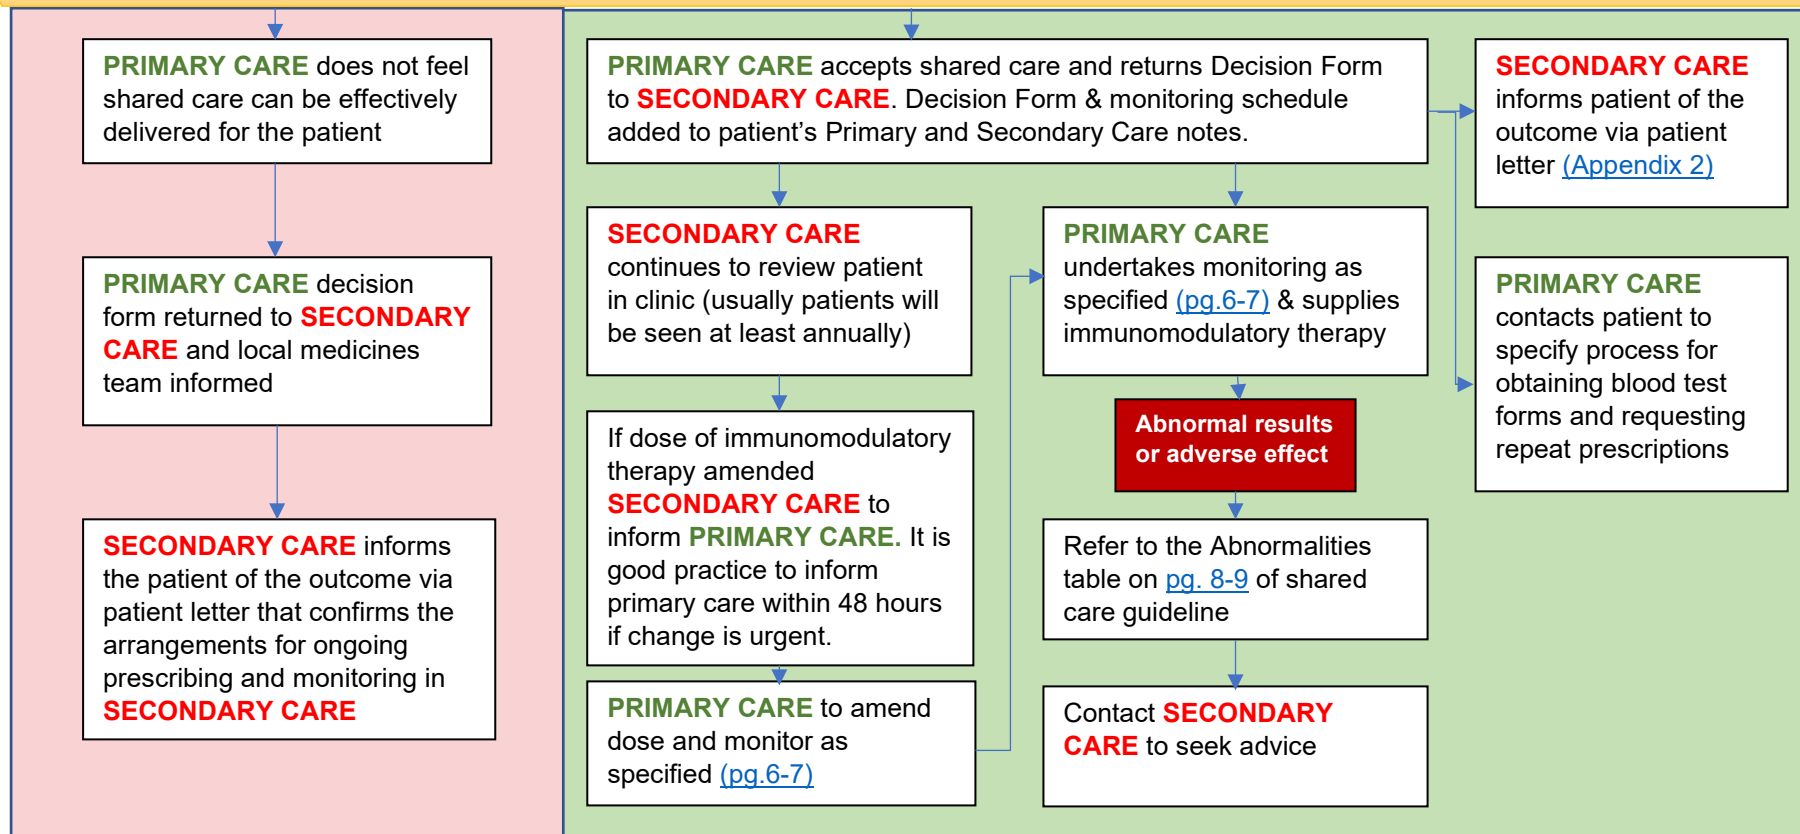 PRIMARY CARE does not feel
shared care can be effectively
delivered for the patient
PRIMARY CARE decision
form returned to SECONDARY
CARE and local medicines
team informed
SECONDARY CARE informs
the patient of the outcome via
patient letter that confirms the
arrangements for ongoing
prescribing and monitoring in
SECONDARY CARE
PRIMARY CARE accepts shared care and returns Decision Form
to SECONDARY CARE. Decision Form & monitoring schedule
added to patient’s Primary and Secondary Care notes.
SECONDARY CARE
continues to review patient
in clinic (usually patients will
be seen at least annually)
If dose of immunomodulatory
therapy amended
SECONDARY CARE to
inform PRIMARY CARE. It is
good practice to inform
primary care within 48 hours
if change is urgent.
PRIMARY CARE to amend
dose and monitor as
specified (pg.6-7)
PRIMARY CARE
undertakes monitoring as
specified (pg.6-7) & supplies
immunomodulatory therapy
Abnormal results
or adverse effect
Refer to the Abnormalities
table on pg. 8-9 of shared
care guideline
Contact SECONDARY
CARE to seek advice
SECONDARY CARE
informs patient of the
outcome via patient
letter (Appendix 2)
PRIMARY CARE
contacts patient to
specify process for
obtaining blood test
forms and requesting
repeat prescriptions